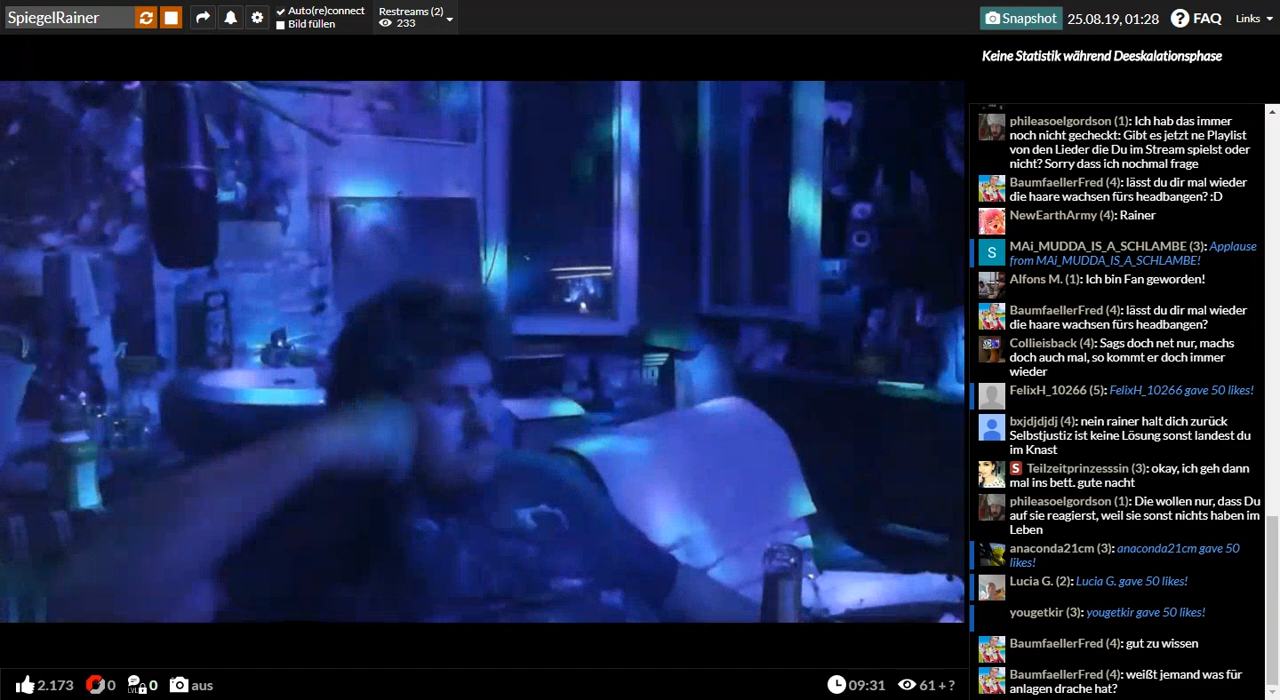 SpiegelRainer
Auto(re)connect
Bild füllen
Restreams (2)
233
Snapshot
25.08.19, 01:28
? FAQ
Links
Keine Statistik während Deeskalationsphase
phileasoelgordson (1): Ich hab das immer
noch nicht gecheckt: Gibt es jetzt ne Playlist
von den Lieder die Du im Stream spielst oder
nicht? Sorry dass ich nochmal frage
BaumfaellerFred (4): lässt du dir mal wieder
die haare wachsen fürs headbangen? :D
NewEarthArmy (4): Rainer
S
MAi_MUDDA_IS_A_SCHLAMBE (3): Applause
from MAi_MUDDA_IS_A_SCHLAMBE!
Alfons M. (1): Ich bin Fan geworden!
BaumfaellerFred (4): lässt du dir mal wieder
die haare wachsen fürs headbangen?
Collieisback (4): Sags doch net nur, machs
doch auch mal, so kommt er doch immer
wieder
FelixH_10266 (5): FelixH_10266 gave 50 likes!
bxjdjdjdj (4): nein rainer halt dich zurück
Selbstjustiz ist keine Lösung sonst landest du
im Knast
S Teilzeitprinzesssin (3): okay, ich geh dann
mal ins bett. gute nacht
phileasoelgordson (1): Die wollen nur, dass Du
auf sie reagierst, weil sie sonst nichts haben im
Leben
anaconda21cm (3): anaconda21cm gave 50
likes!
Lucia G. (2): Lucia G. gave 50 likes!
yougetkir (3): yougetkir gave 50 likes!
BaumfaellerFred (4): gut zu wissen
BaumfaellerFred (4): weißt jemand was für
anlagen drache hat?
2.173
0
LVL
0
aus
09:31
61 + ?